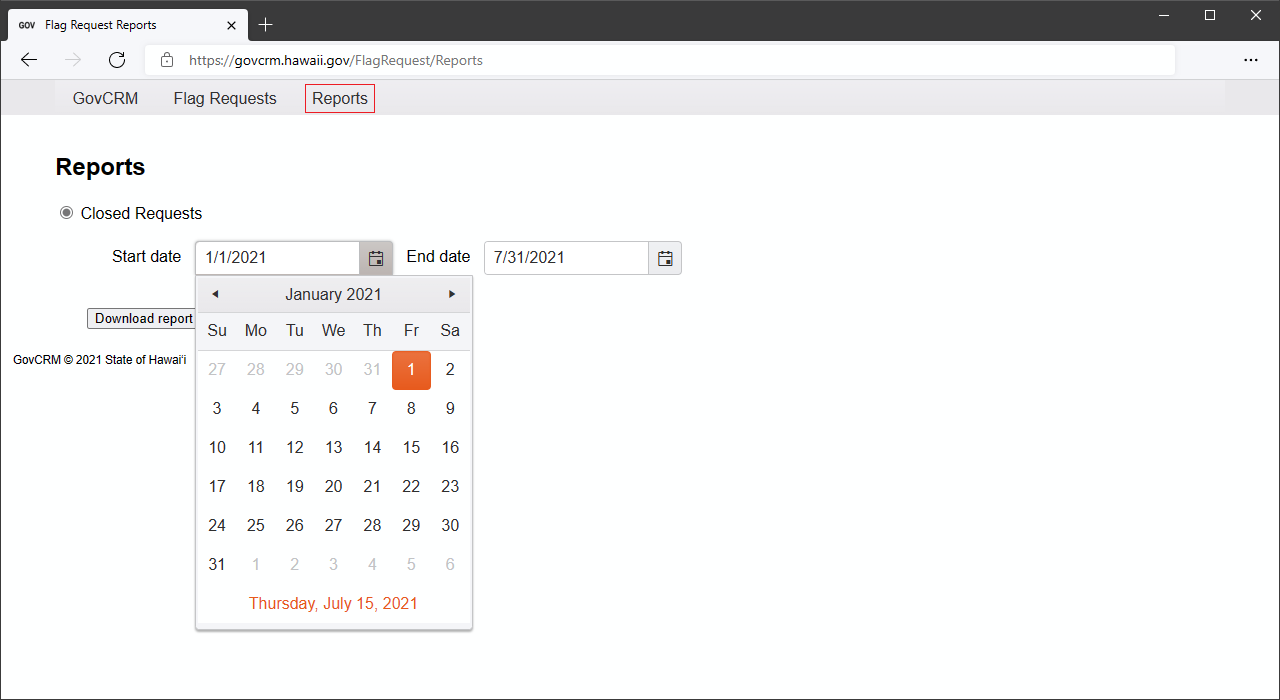 GOV Flag Request Reports
https://govcrm.hawaii.gov/FlagRequest/Reports
GovCRM Flag Requests Reports
Reports
Closed Requests
Start date 1/1/2021 End date 7/31/2021
January 2021
Download report
Su Mo Tu We Th Fr Sa
GovCRM © 2021 State of Hawaiʻi
27 28 29 30 31 1 2
3 4 5 6 7 8 9
10 11 12 13 14 15 16
17 18 19 20 21 22 23
24 25 26 27 28 29 30
31 1 2 3 4 5 6
Thursday, July 15, 2021